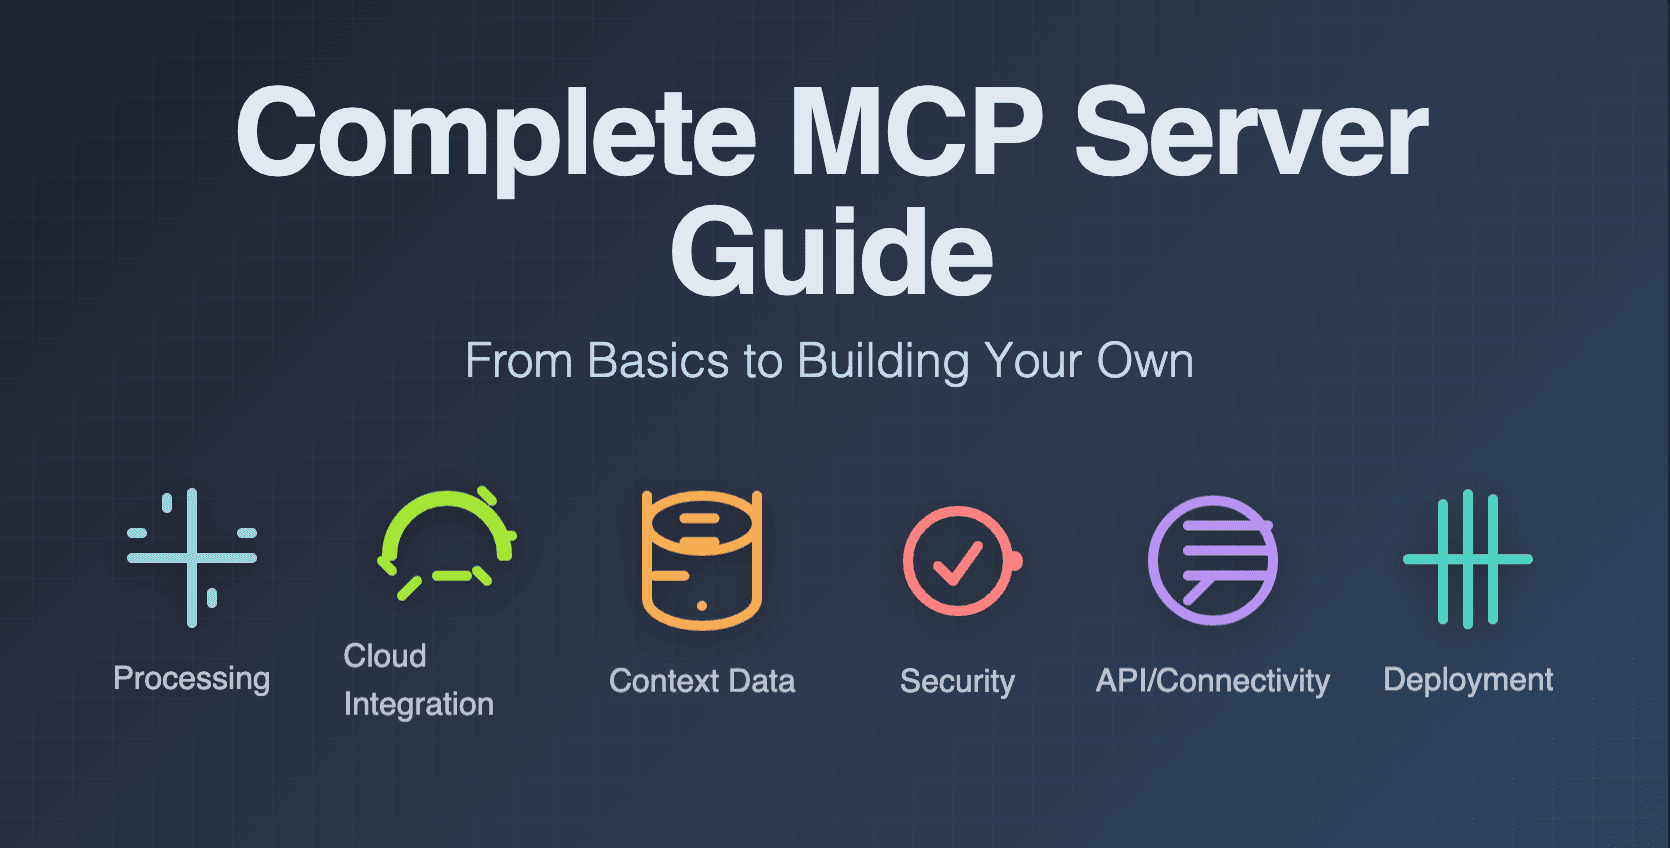 Complete MCP Server
Guide
From Basics to Building Your Own
Processing
Cloud
Integration
Context Data
Security
API/Connectivity
Deployment